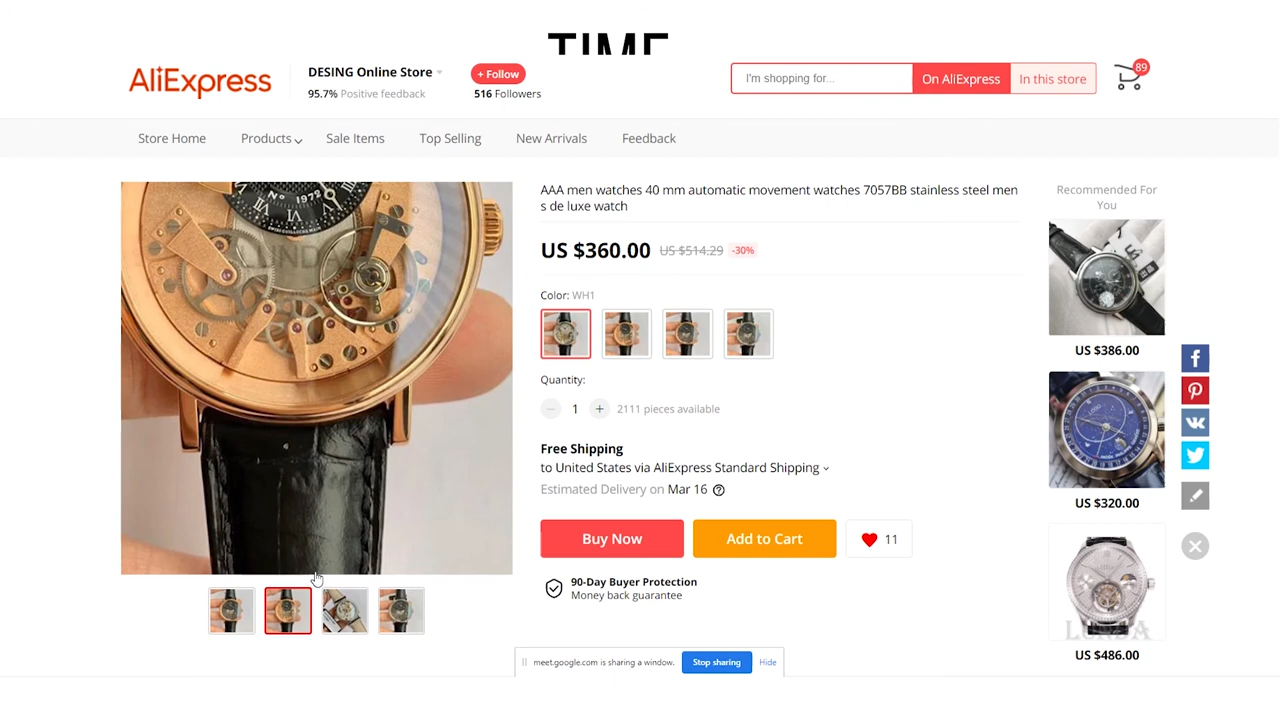 TIME
AliExpress
DESING Online Store
+ Follow
95.7% Positive feedback
516 Followers
I'm shopping for...
On AliExpress
In this store
89
Store Home
Products
Sale Items
Top Selling
New Arrivals
Feedback
Nº 1972
LUNDA
AAA men watches 40 mm automatic movement watches 7057BB stainless steel men
s de luxe watch
US $360.00 US $514.29 -30%
Color: WH1
Quantity:
1
2111 pieces available
Free Shipping
to United States via AliExpress Standard Shipping
Estimated Delivery on Mar 16
Buy Now
Add to Cart
11
90-Day Buyer Protection
Money back guarantee
Recommended For
You
US $386.00
US $320.00
LUNDA
US $486.00
meet.google.com is sharing a window.
Stop sharing
Hide